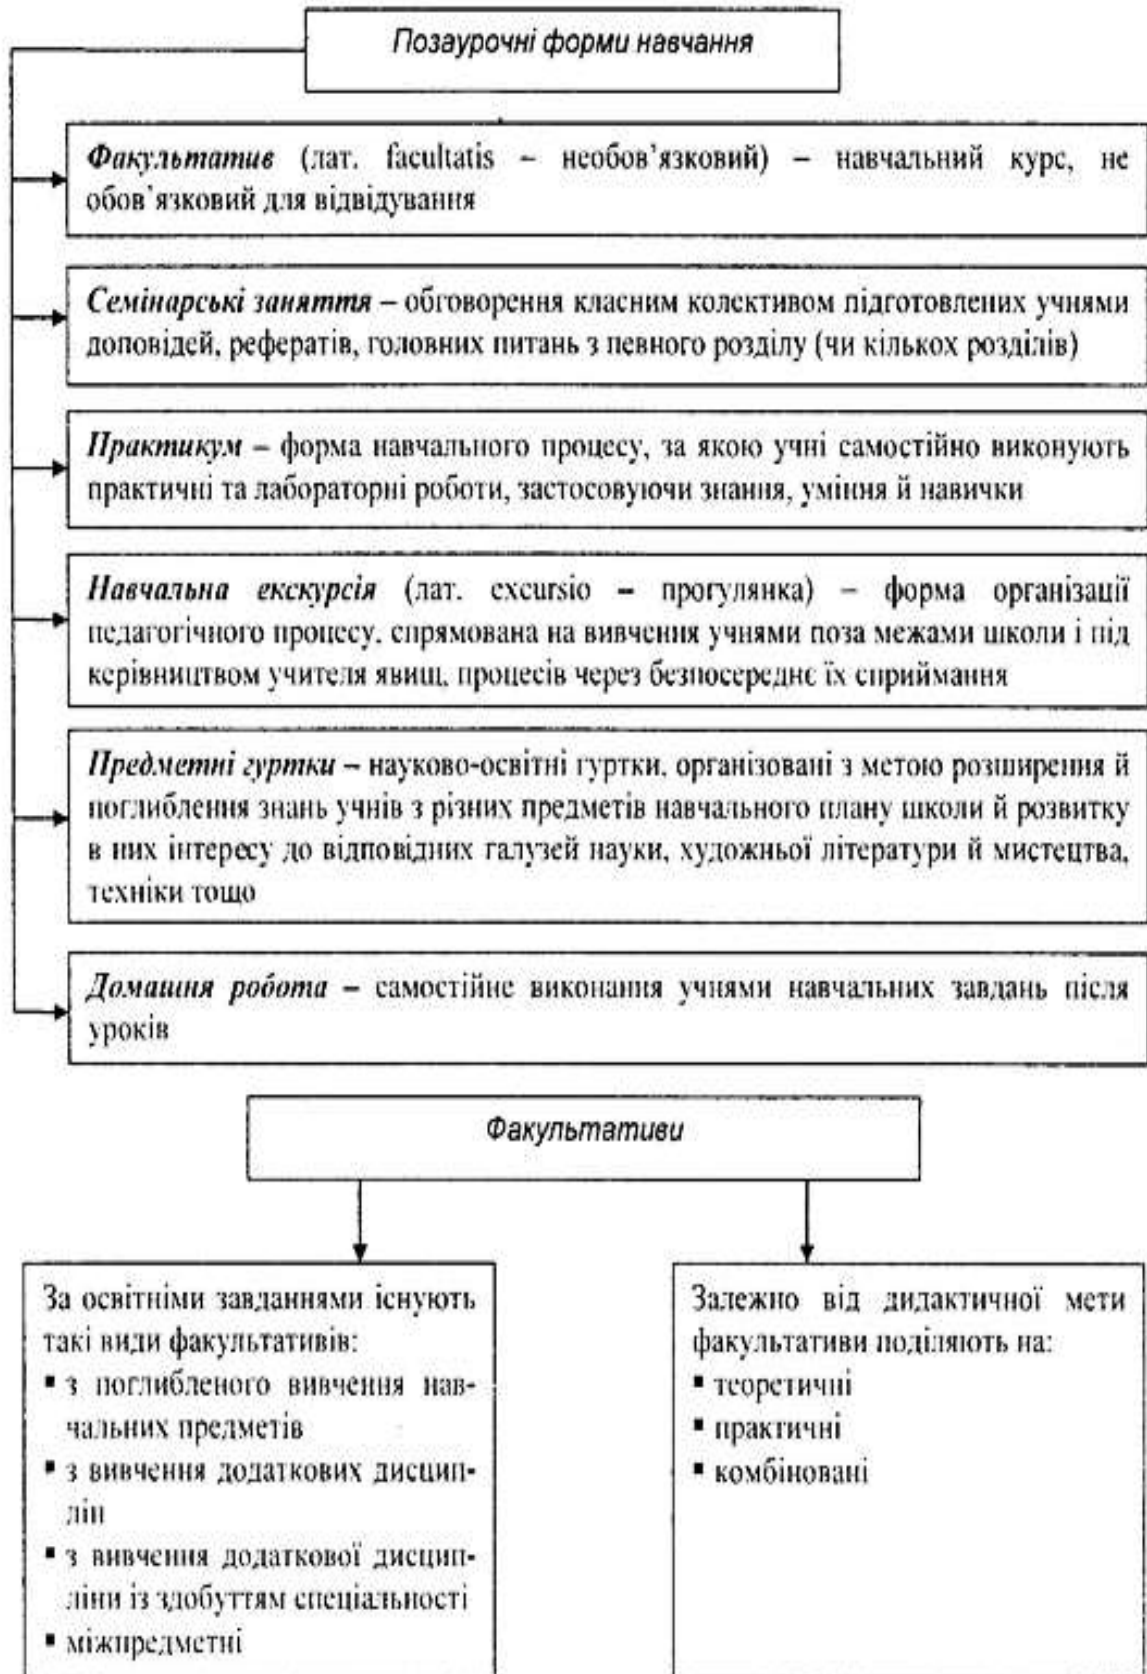 Позаурочні форми навчання
Факультатив (лат. facultatis – необов’язковий) – навчальний курс, не
обов’язковий для відвідування
Семінарські заняття – обговорення класним колективом підготовлених учнями
доповідей, рефератів, головних питань з певного розділу (чи кількох розділів)
Практикум – форма навчального процесу, за якою учні самостійно виконують
практичні та лабораторні роботи, застосовуючи знання, уміння й навички
Навчальна екскурсія (лат. excursio – прогулянка) – форма організації
педагогічного процесу, спрямована на вивчення учнями поза межами школи і під
керівництвом учителя явищ, процесів через безпосереднє їх сприймання
Предметні гуртки – науково-освітні гуртки, організовані з метою розширення й
поглиблення знань учнів з різних предметів навчального плану школи й розвитку
в них інтересу до відповідних галузей науки, художньої літератури й мистецтва,
техніки тощо
Домашня робота – самостійне виконання учнями навчальних завдань після
уроків
Факультативи
За освітніми завданнями існують
такі види факультативів:
▪ з поглибленого вивчення нав-
чальних предметів
▪ з вивчення додаткових дисцип-
лін
▪ з вивчення додаткової дисцип-
ліни із здобуттям спеціальності
▪ міжпредметні
Залежно від дидактичної мети
факультативи поділяють на:
▪ теоретичні
▪ практичні
▪ комбіновані